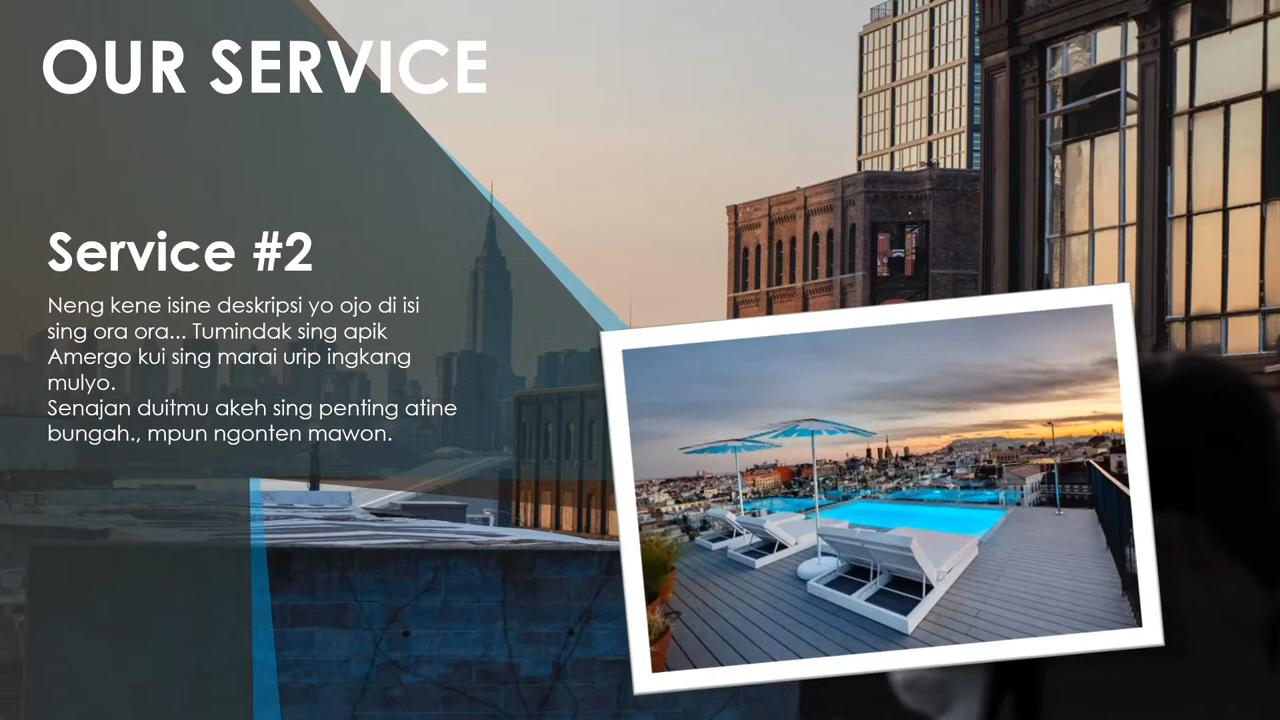 OUR SERVICE
Service #2
Neng kene isine deskripsi yo ojo di isi
sing ora ora... Tumindak sing apik
Amergo kui sing marai urip ingkang
mulyo.
Senajan duitmu akeh sing penting atine
bungah., mpun ngonten mawon.